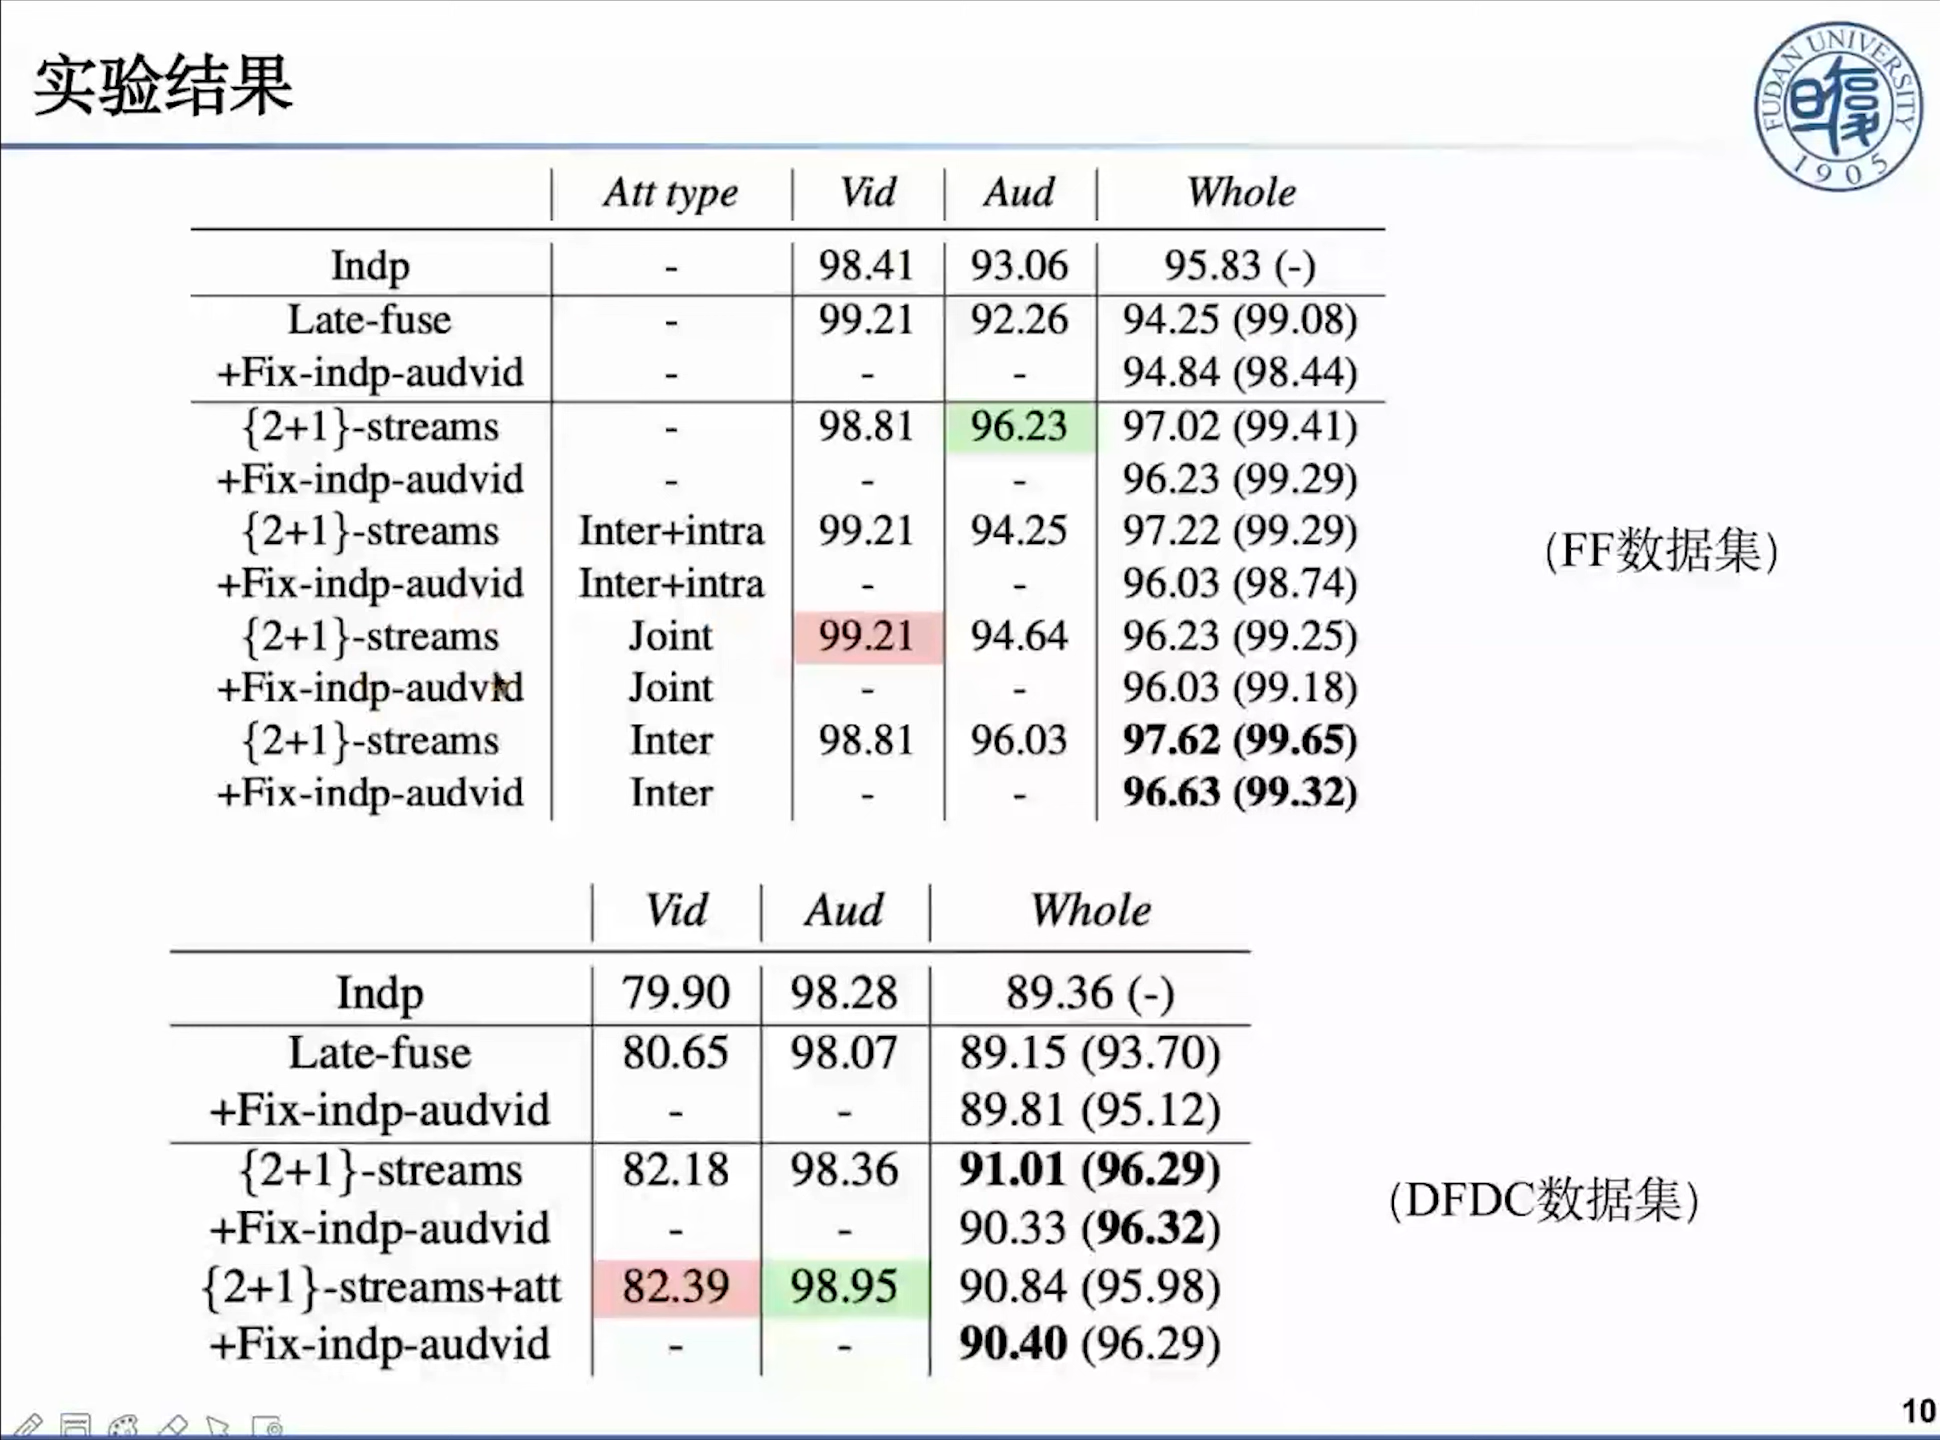 实验结果
FUDAN UNIVERSITY
1905
Att type Vid Aud Whole
Indp - 98.41 93.06 95.83 (-)
Late-fuse - 99.21 92.26 94.25 (99.08)
+Fix-indp-audvid - - - 94.84 (98.44)
{2+1}-streams - 98.81 96.23 97.02 (99.41)
+Fix-indp-audvid - - - 96.23 (99.29)
{2+1}-streams Inter+intra 99.21 94.25 97.22 (99.29)
+Fix-indp-audvid Inter+intra - - 96.03 (98.74)
{2+1}-streams Joint 99.21 94.64 96.23 (99.25)
+Fix-indp-audvid Joint - - 96.03 (99.18)
{2+1}-streams Inter 98.81 96.03 97.62 (99.65)
+Fix-indp-audvid Inter - - 96.63 (99.32)
(FF数据集)
Vid Aud Whole
Indp 79.90 98.28 89.36 (-)
Late-fuse 80.65 98.07 89.15 (93.70)
+Fix-indp-audvid - - 89.81 (95.12)
{2+1}-streams 82.18 98.36 91.01 (96.29)
+Fix-indp-audvid - - 90.33 (96.32)
{2+1}-streams+att 82.39 98.95 90.84 (95.98)
+Fix-indp-audvid - - 90.40 (96.29)
(DFDC数据集)
10